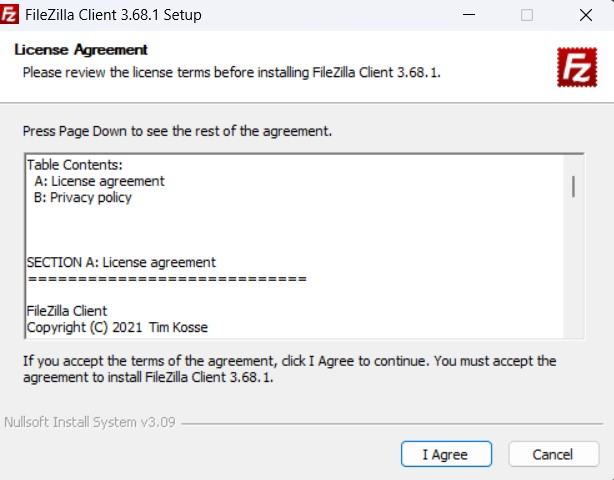 FileZilla Client 3.68.1 Setup
License Agreement
Please review the license terms before installing FileZilla Client 3.68.1.
Fz
Press Page Down to see the rest of the agreement.
Table Contents:
A: License agreement
B: Privacy policy
SECTION A: License agreement
============================
FileZilla Client
Copyright (C) 2021 Tim Kosse
If you accept the terms of the agreement, click I Agree to continue. You must accept the
agreement to install FileZilla Client 3.68.1.
Nullsoft Install System v3.09
I Agree
Cancel